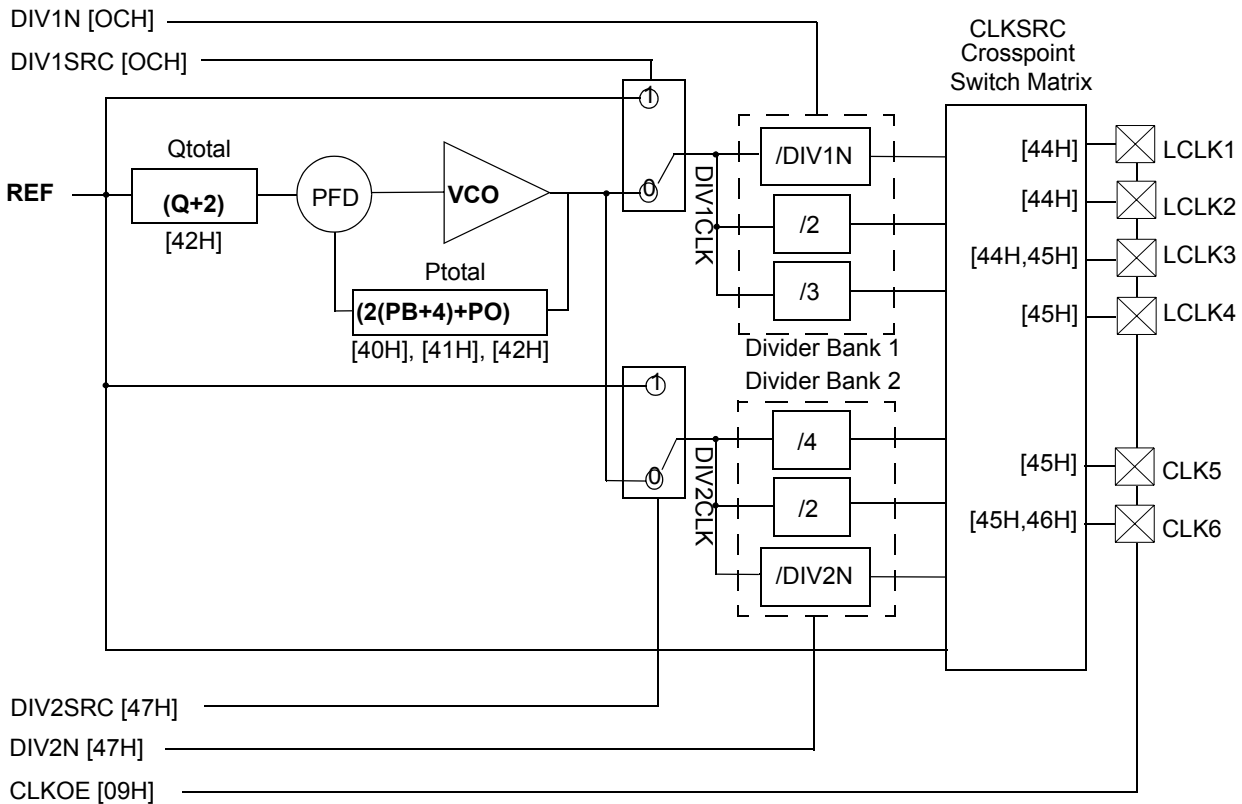 DIV1N [OCH]
DIV1SRC [OCH]
CLKSRC
Crosspoint
Switch Matrix
1
0
Qtotal
REF
(Q+2)
[42H]
PFD
VCO
Ptotal
(2(PB+4)+PO)
[40H], [41H], [42H]
DIV1CLK
/DIV1N
/2
/3
Divider Bank 1
Divider Bank 2
1
0
DIV2CLK
/4
/2
/DIV2N
[44H]
LCLK1
[44H]
LCLK2
[44H,45H]
LCLK3
[45H]
LCLK4
[45H]
CLK5
[45H,46H]
CLK6
DIV2SRC [47H]
DIV2N [47H]
CLKOE [09H]